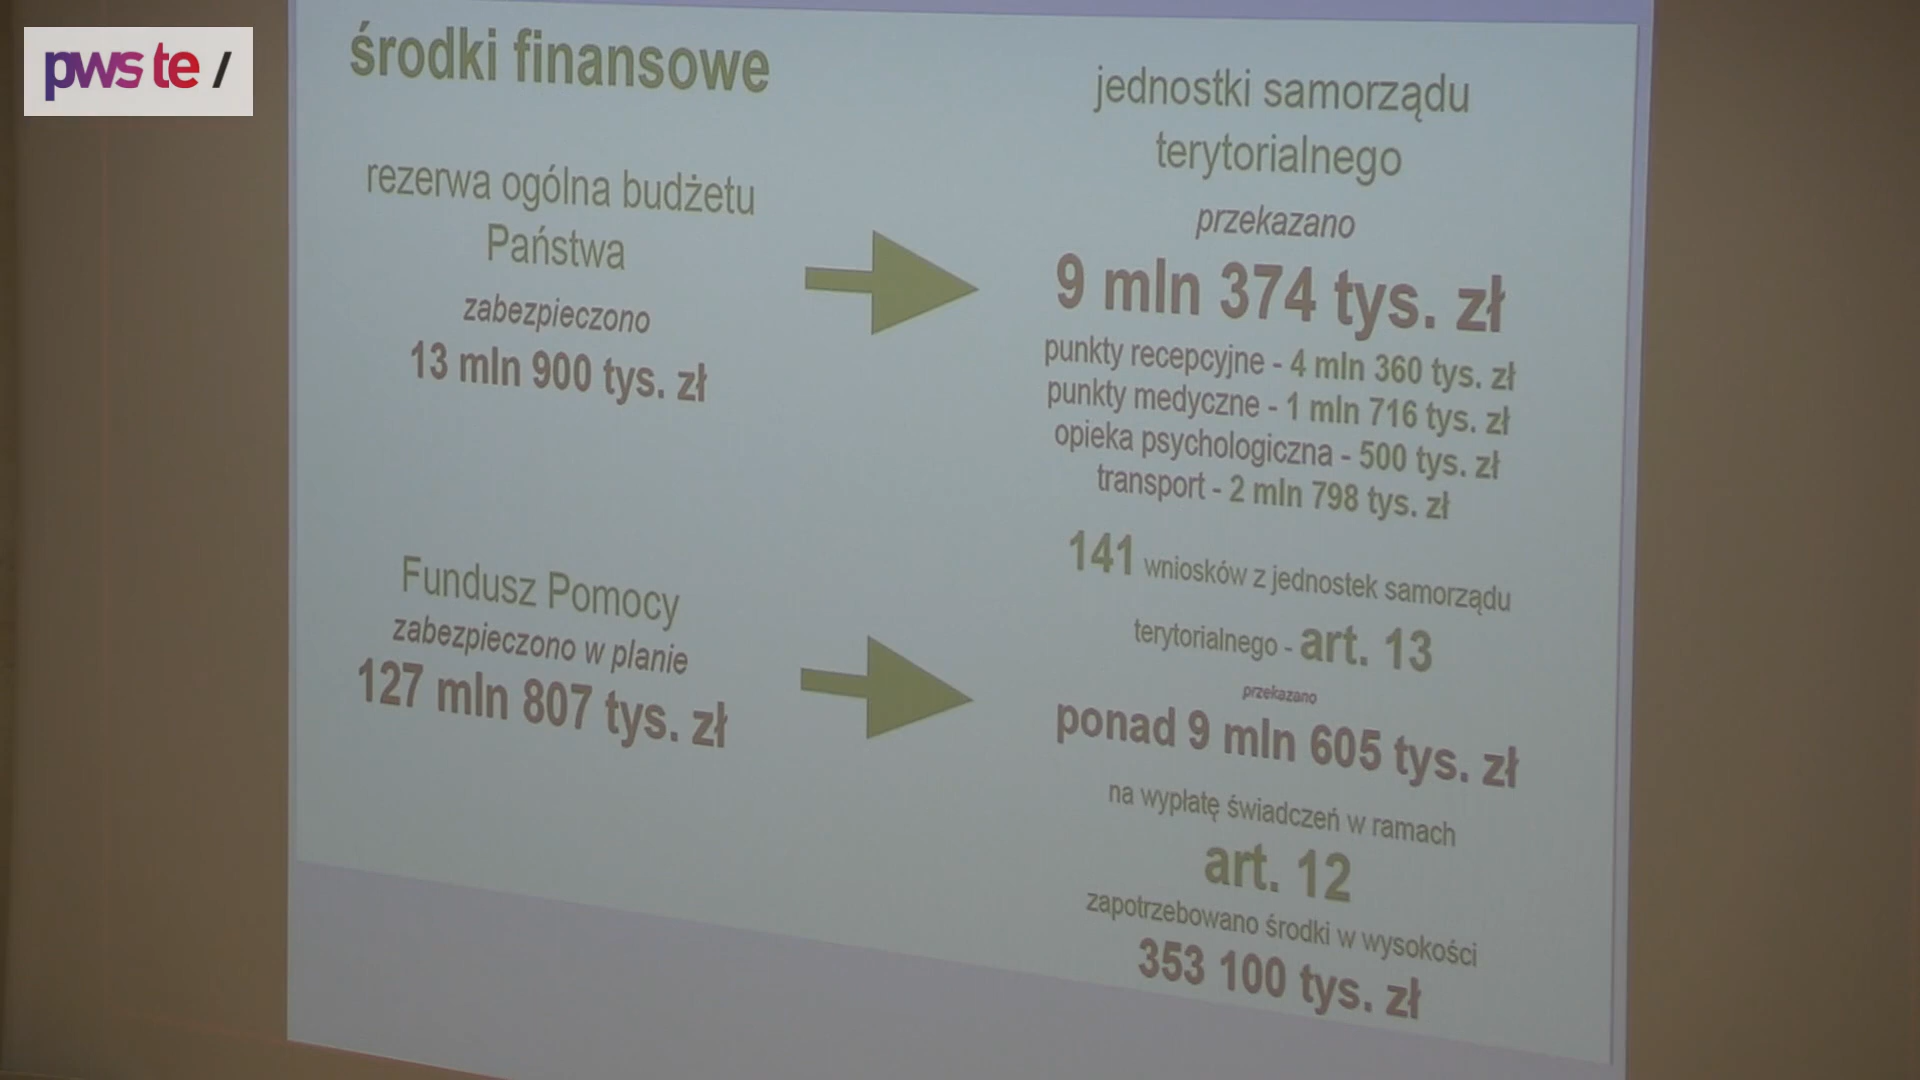 pwste/
środki finansowe
rezerwa ogólna budżetu
Państwa
zabezpieczono
13 mln 900 tys. zł
Fundusz Pomocy
zabezpieczono w planie
127 mln 807 tys. zł
jednostki samorządu
terytorialnego
przekazano
9 mln 374 tys. zł
punkty recepcyjne - 4 mln 360 tys. zł
punkty medyczne - 1 mln 716 tys. zł
opieka psychologiczna - 500 tys. zł
transport - 2 mln 798 tys. zł
141 wniosków z jednostek samorządu
terytorialnego - art. 13
przekazano
ponad 9 mln 605 tys. zł
na wypłatę świadczeń w ramach
art. 12
zapotrzebowano środki w wysokości
353 100 tys. zł